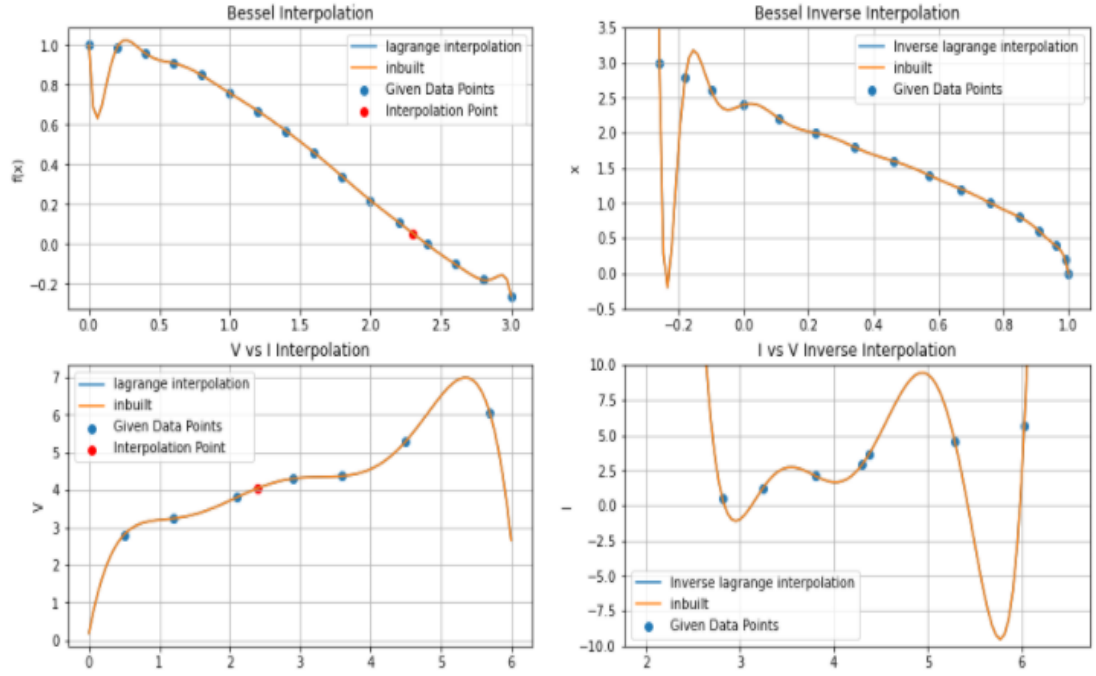 Bessel Interpolation
1.0
0.8
0.6
0.4
0.2
0.0
−0.2
f(x)
lagrange interpolation
inbuilt
Given Data Points
Interpolation Point
0.0 0.5 1.0 1.5 2.0 2.5 3.0
Bessel Inverse Interpolation
3.5
3.0
2.5
2.0
1.5
1.0
0.5
0.0
−0.5
x
Inverse lagrange interpolation
inbuilt
Given Data Points
−0.2 0.0 0.2 0.4 0.6 0.8 1.0
V vs I Interpolation
7
6
5
4
3
2
1
0
V
lagrange interpolation
inbuilt
Given Data Points
Interpolation Point
0 1 2 3 4 5 6
I vs V Inverse Interpolation
10.0
7.5
5.0
2.5
0.0
−2.5
−5.0
−7.5
−10.0
I
Inverse lagrange interpolation
inbuilt
Given Data Points
2 3 4 5 6